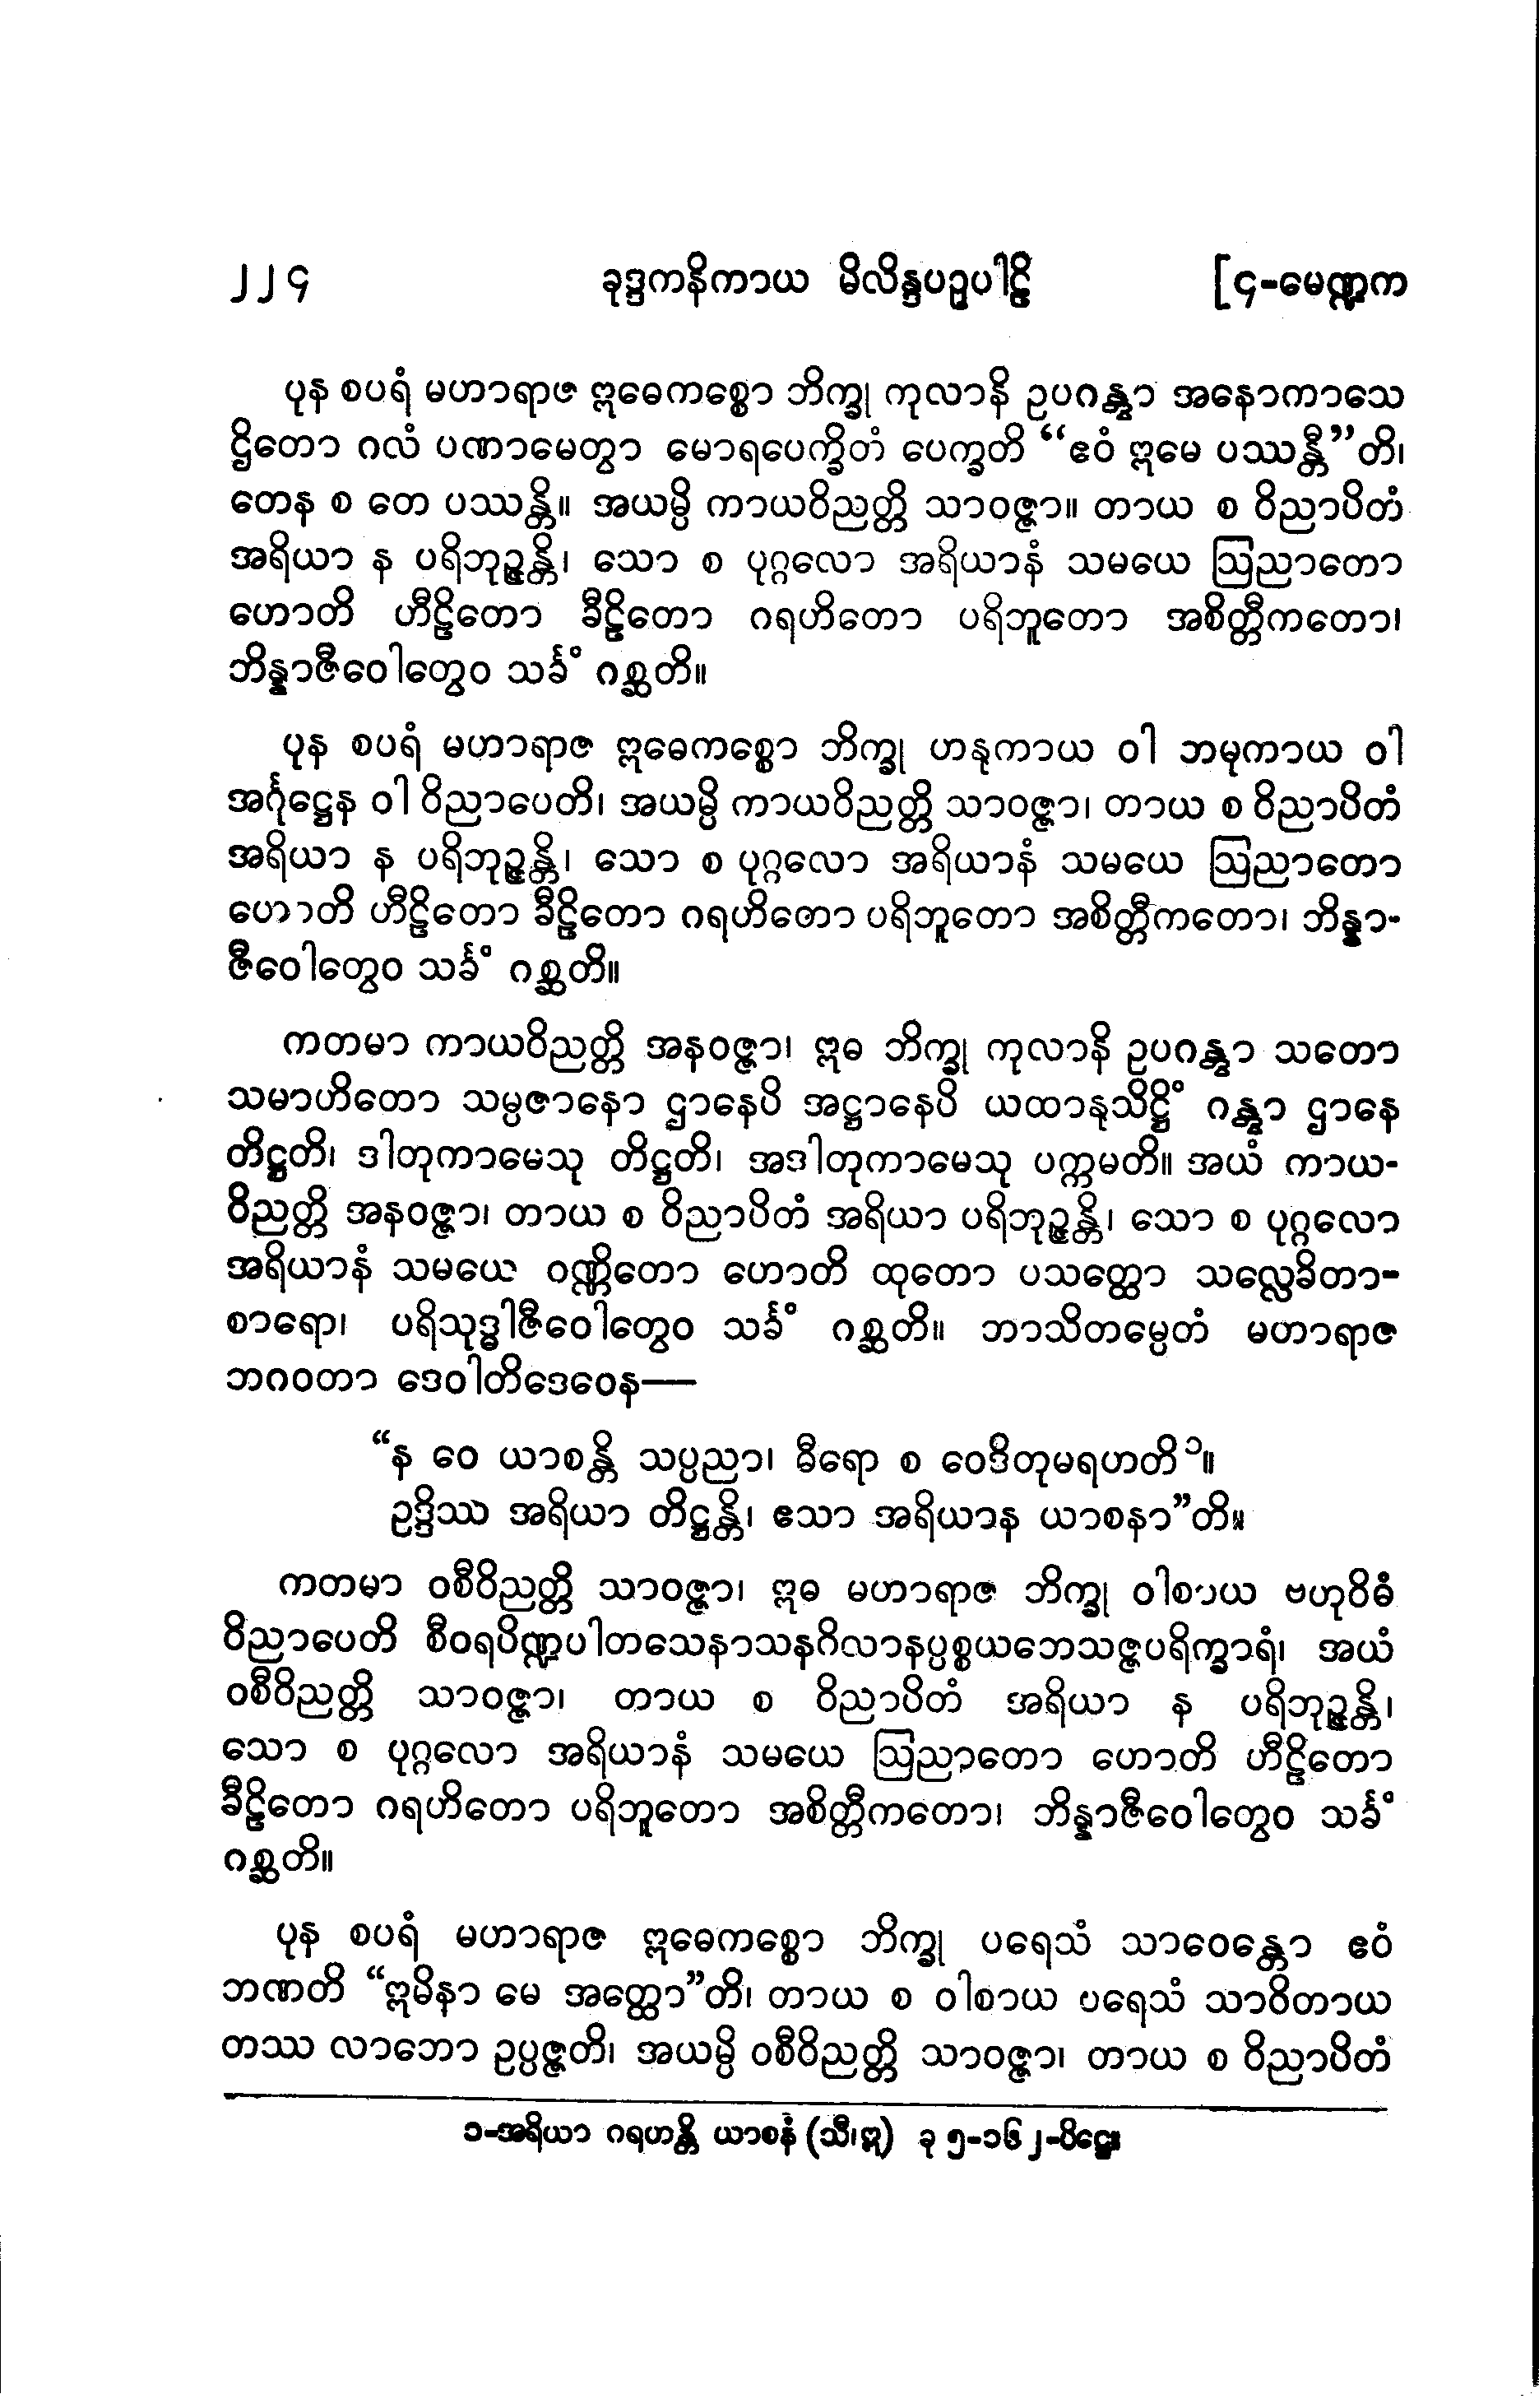 ၂၂၄ ခုဒ္ဒကနိကာယ မိလိန္ဒပဉှပါဠိ [၄-မေဏ္ဍက
ပုန စပရံ မဟာရာဇ ဣဓေကစ္စော ဘိက္ခု ကုလာနိ ဥပဂန္တွာ အနောကာသေ
ဌိတော ဂလံ ပဏာမေတွာ မောရပေက္ခိတံ ပေက္ခတိ “ဧဝံ ဣမေ ပဿန္တီ”တိ၊
တေန စ တေ ပဿန္တိ။ အယမ္ပိ ကာယဝိညတ္တိ သာဝဇ္ဇာ။ တာယ စ ဝိညာပိတံ
အရိယာ န ပရိဘုဉ္ဇန္တိ၊ သော စ ပုဂ္ဂလော အရိယာနံ သမယေ ဩညာတော
ဟောတိ ဟီဠိတော ခီဠိတော ဂရဟိတော ပရိဘူတော အစိတ္တီကတော၊
ဘိန္နာဇီဝေါတွေဝ သင်္ခံ ဂစ္ဆတိ။
ပုန စပရံ မဟာရာဇ ဣဓေကစ္စော ဘိက္ခု ဟနုကာယ ဝါ ဘမုကာယ ဝါ
အင်္ဂုဋ္ဌေန ဝါ ဝိညာပေတိ၊ အယမ္ပိ ကာယဝိညတ္တိ သာဝဇ္ဇာ၊ တာယ စ ဝိညာပိတံ
အရိယာ န ပရိဘုဉ္ဇန္တိ၊ သော စ ပုဂ္ဂလော အရိယာနံ သမယေ ဩညာတော
ဟောတိ ဟီဠိတော ခီဠိတော ဂရဟိတော ပရိဘူတော အစိတ္တီကတော၊ ဘိန္နာ-
ဇီဝေါတွေဝ သင်္ခံ ဂစ္ဆတိ။
ကတမာ ကာယဝိညတ္တိ အနဝဇ္ဇာ၊ ဣဓ ဘိက္ခု ကုလာနိ ဥပဂန္တွာ သတော
သမာဟိတော သမ္ပဇာနော ဌာနေပိ အဋ္ဌာနေပိ ယထာနုသိဋ္ဌိံ ဂန္တွာ ဌာနေ
တိဋ္ဌတိ၊ ဒါတုကာမေသု တိဋ္ဌတိ၊ အဒါတုကာမေသု ပက္ကမတိ။ အယံ ကာယ-
ဝိညတ္တိ အနဝဇ္ဇာ၊ တာယ စ ဝိညာပိတံ အရိယာ ပရိဘုဉ္ဇန္တိ၊ သော စ ပုဂ္ဂလော
အရိယာနံ သမယေ ဝဏ္ဏိတော ဟောတိ ထုတော ပသတ္ထော သလ္လေခိတာ-
စာရော၊ ပရိသုဒ္ဓါဇီဝေါတွေဝ သင်္ခံ ဂစ္ဆတိ။ ဘာသိတမ္ပေတံ မဟာရာဇ
ဘဂဝတာ ဒေဝါတိဒေဝေန—
“န ဝေ ယာစန္တိ သပ္ပညာ၊ ဓီရော စ ဝေဒိတုမရဟတိ၁။
ဥဒ္ဒိဿ အရိယာ တိဋ္ဌန္တိ၊ ဧသာ အရိယာန ယာစနာ”တိ။
ကတမာ ဝစီဝိညတ္တိ သာဝဇ္ဇာ၊ ဣဓ မဟာရာဇ ဘိက္ခု ဝါစာယ ဗဟုဝိဓံ
ဝိညာပေတိ စီဝရပိဏ္ဍပါတသေနာသနဂိလာနပ္ပစ္စယဘေသဇ္ဇပရိက္ခာရံ၊ အယံ
ဝစီဝိညတ္တိ သာဝဇ္ဇာ၊ တာယ စ ဝိညာပိတံ အရိယာ န ပရိဘုဉ္ဇန္တိ၊
သော စ ပုဂ္ဂလော အရိယာနံ သမယေ ဩညာတော ဟောတိ ဟီဠိတော
ခီဠိတော ဂရဟိတော ပရိဘူတော အစိတ္တီကတော၊ ဘိန္နာဇီဝေါတွေဝ သင်္ခံ
ဂစ္ဆတိ။
ပုန စပရံ မဟာရာဇ ဣဓေကစ္စော ဘိက္ခု ပရေသံ သာဝေန္တော ဧဝံ
ဘဏတိ “ဣမိနာ မေ အတ္ထော”တိ၊ တာယ စ ဝါစာယ ပရေသံ သာဝိတာယ
တဿ လာဘော ဥပ္ပဇ္ဇတိ၊ အယမ္ပိ ဝစီဝိညတ္တိ သာဝဇ္ဇာ၊ တာယ စ ဝိညာပိတံ
၁-အရိယာ ဂရဟန္တိ ယာစနံ (သီ၊ဣ) ခု ၅-၁၆၂-ပိဋ္ဌေ။